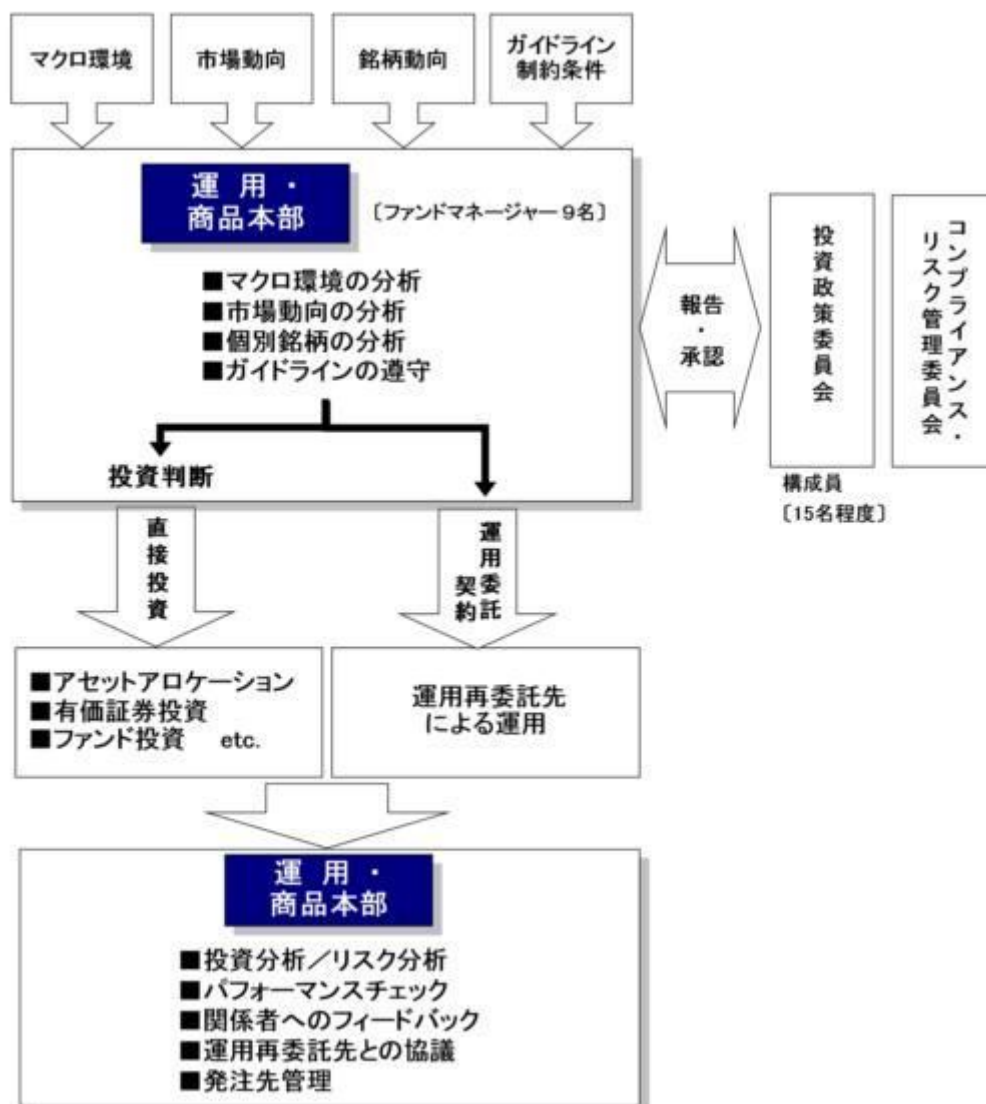 マクロ環境
市場動向
銘柄動向
ガイドライン
制約条件
運 用 ・
商品本部
〔ファンドマネージャー９名〕
■マクロ環境の分析
■市場動向の分析
■個別銘柄の分析
■ガイドラインの遵守
報告
・
承認
投資政策委員会
コンプライアンス・
リスク管理委員会
構成員
〔15名程度〕
投資判断
直接投資
運用委託
契約
■アセットアロケーション
■有価証券投資
■ファンド投資 etc.
運用再委託先
による運用
運 用 ・
商品本部
■投資分析／リスク分析
■パフォーマンスチェック
■関係者へのフィードバック
■運用再委託先との協議
■発注先管理